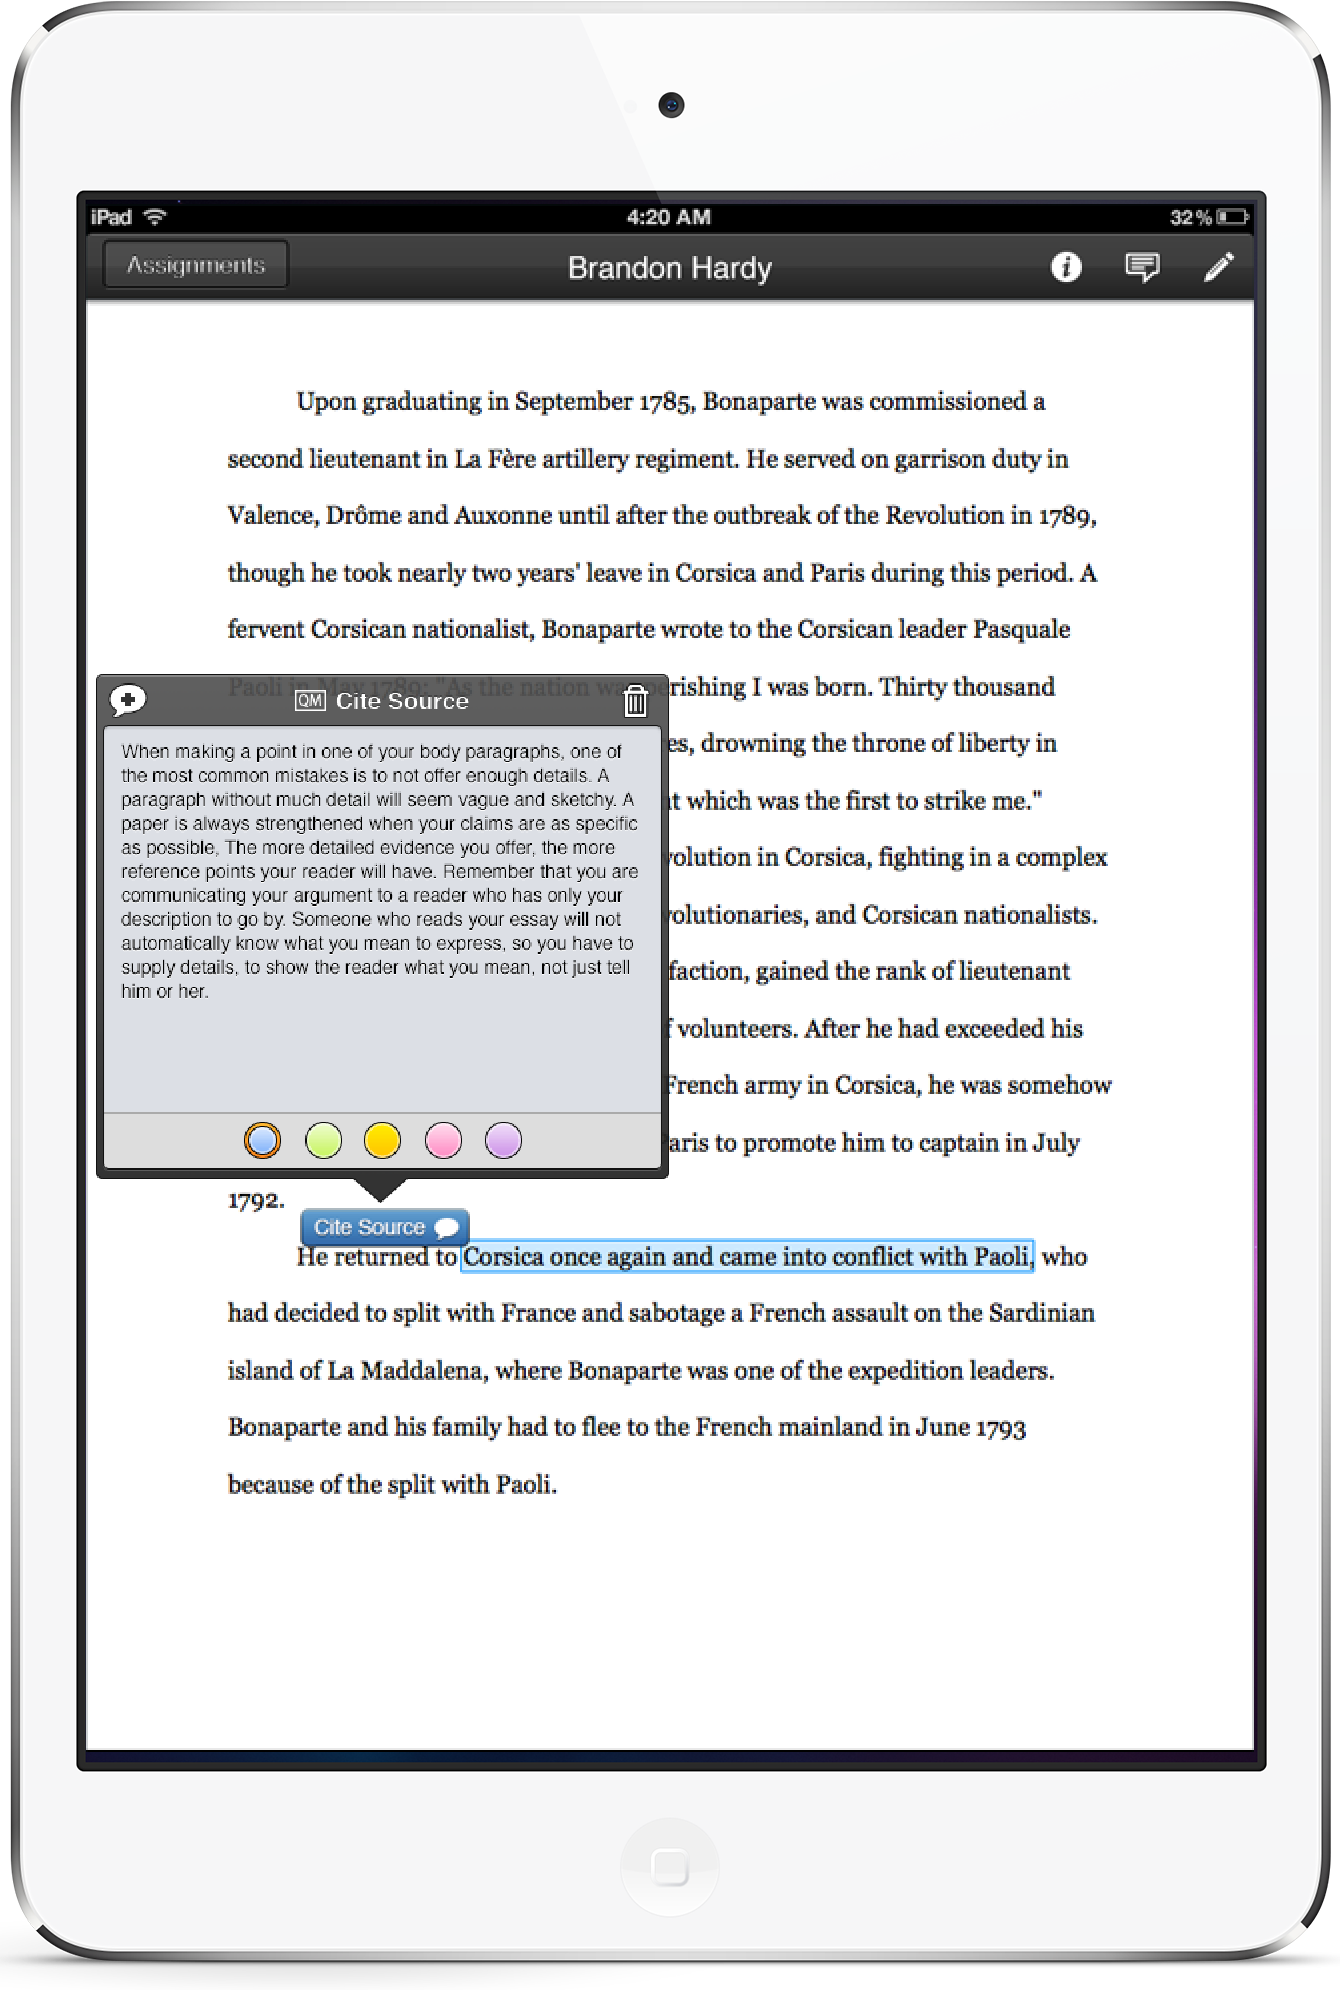 iPad
4:20 AM
32%
Assignments
Brandon Hardy
Upon graduating in September 1785, Bonaparte was commissioned a
second lieutenant in La Fère artillery regiment. He served on garrison duty in
Valence, Drôme and Auxonne until after the outbreak of the Revolution in 1789,
though he took nearly two years' leave in Corsica and Paris during this period. A
fervent Corsican nationalist, Bonaparte wrote to the Corsican leader Pasquale
Paoli in May 1789: "As the nation was perishing I was born. Thirty thousand
drowning the throne of liberty in
which was the first to strike me."
in Corsica, fighting in a complex
and Corsican nationalists.
faction, gained the rank of lieutenant
volunteers. After he had exceeded his
French army in Corsica, he was somehow
to promote him to captain in July
1792.
QM Cite Source
When making a point in one of your body paragraphs, one of
the most common mistakes is to not offer enough details. A
paragraph without much detail will seem vague and sketchy. A
paper is always strengthened when your claims are as specific
as possible, The more detailed evidence you offer, the more
reference points your reader will have. Remember that you are
communicating your argument to a reader who has only your
description to go by. Someone who reads your essay will not
automatically know what you mean to express, so you have to
supply details, to show the reader what you mean, not just tell
him or her.
Cite Source
He returned to Corsica once again and came into conflict with Paoli, who
had decided to split with France and sabotage a French assault on the Sardinian
island of La Maddalena, where Bonaparte was one of the expedition leaders.
Bonaparte and his family had to flee to the French mainland in June 1793
because of the split with Paoli.